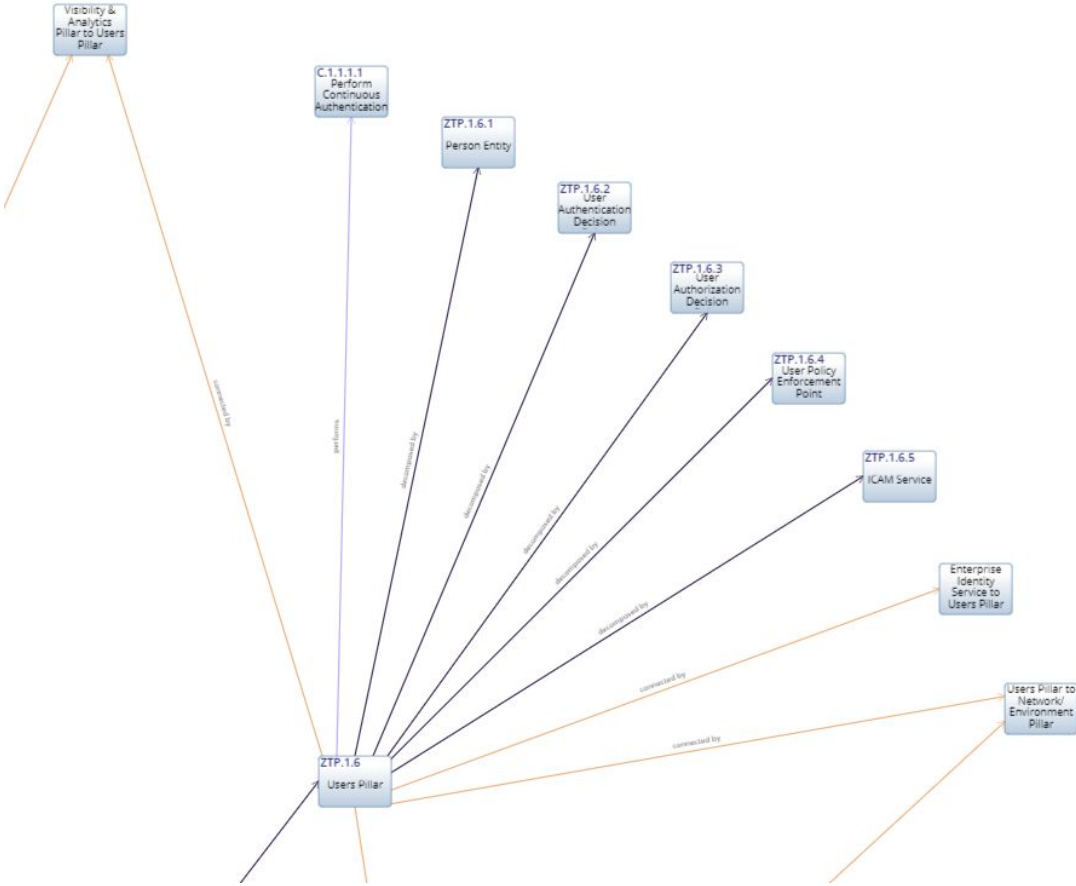 Visibility &
Analytics
Pillar to Users
Pillar
C.1.1.1.1
Perform
Continuous
Authentication
ZTP.1.6.1
Person Entity
ZTP.1.6.2
User
Authentication
Decision
ZTP.1.6.3
User
Authorization
Decision
ZTP.1.6.4
User Policy
Enforcement
Point
ZTP.1.6.5
ICAM Service
Enterprise
Identity
Service to
Users Pillar
Users Pillar to
Network/
Environment
Pillar
connected by
performs
decomposed by
decomposed by
decomposed by
decomposed by
decomposed by
connected by
connected by
ZTP.1.6
Users Pillar